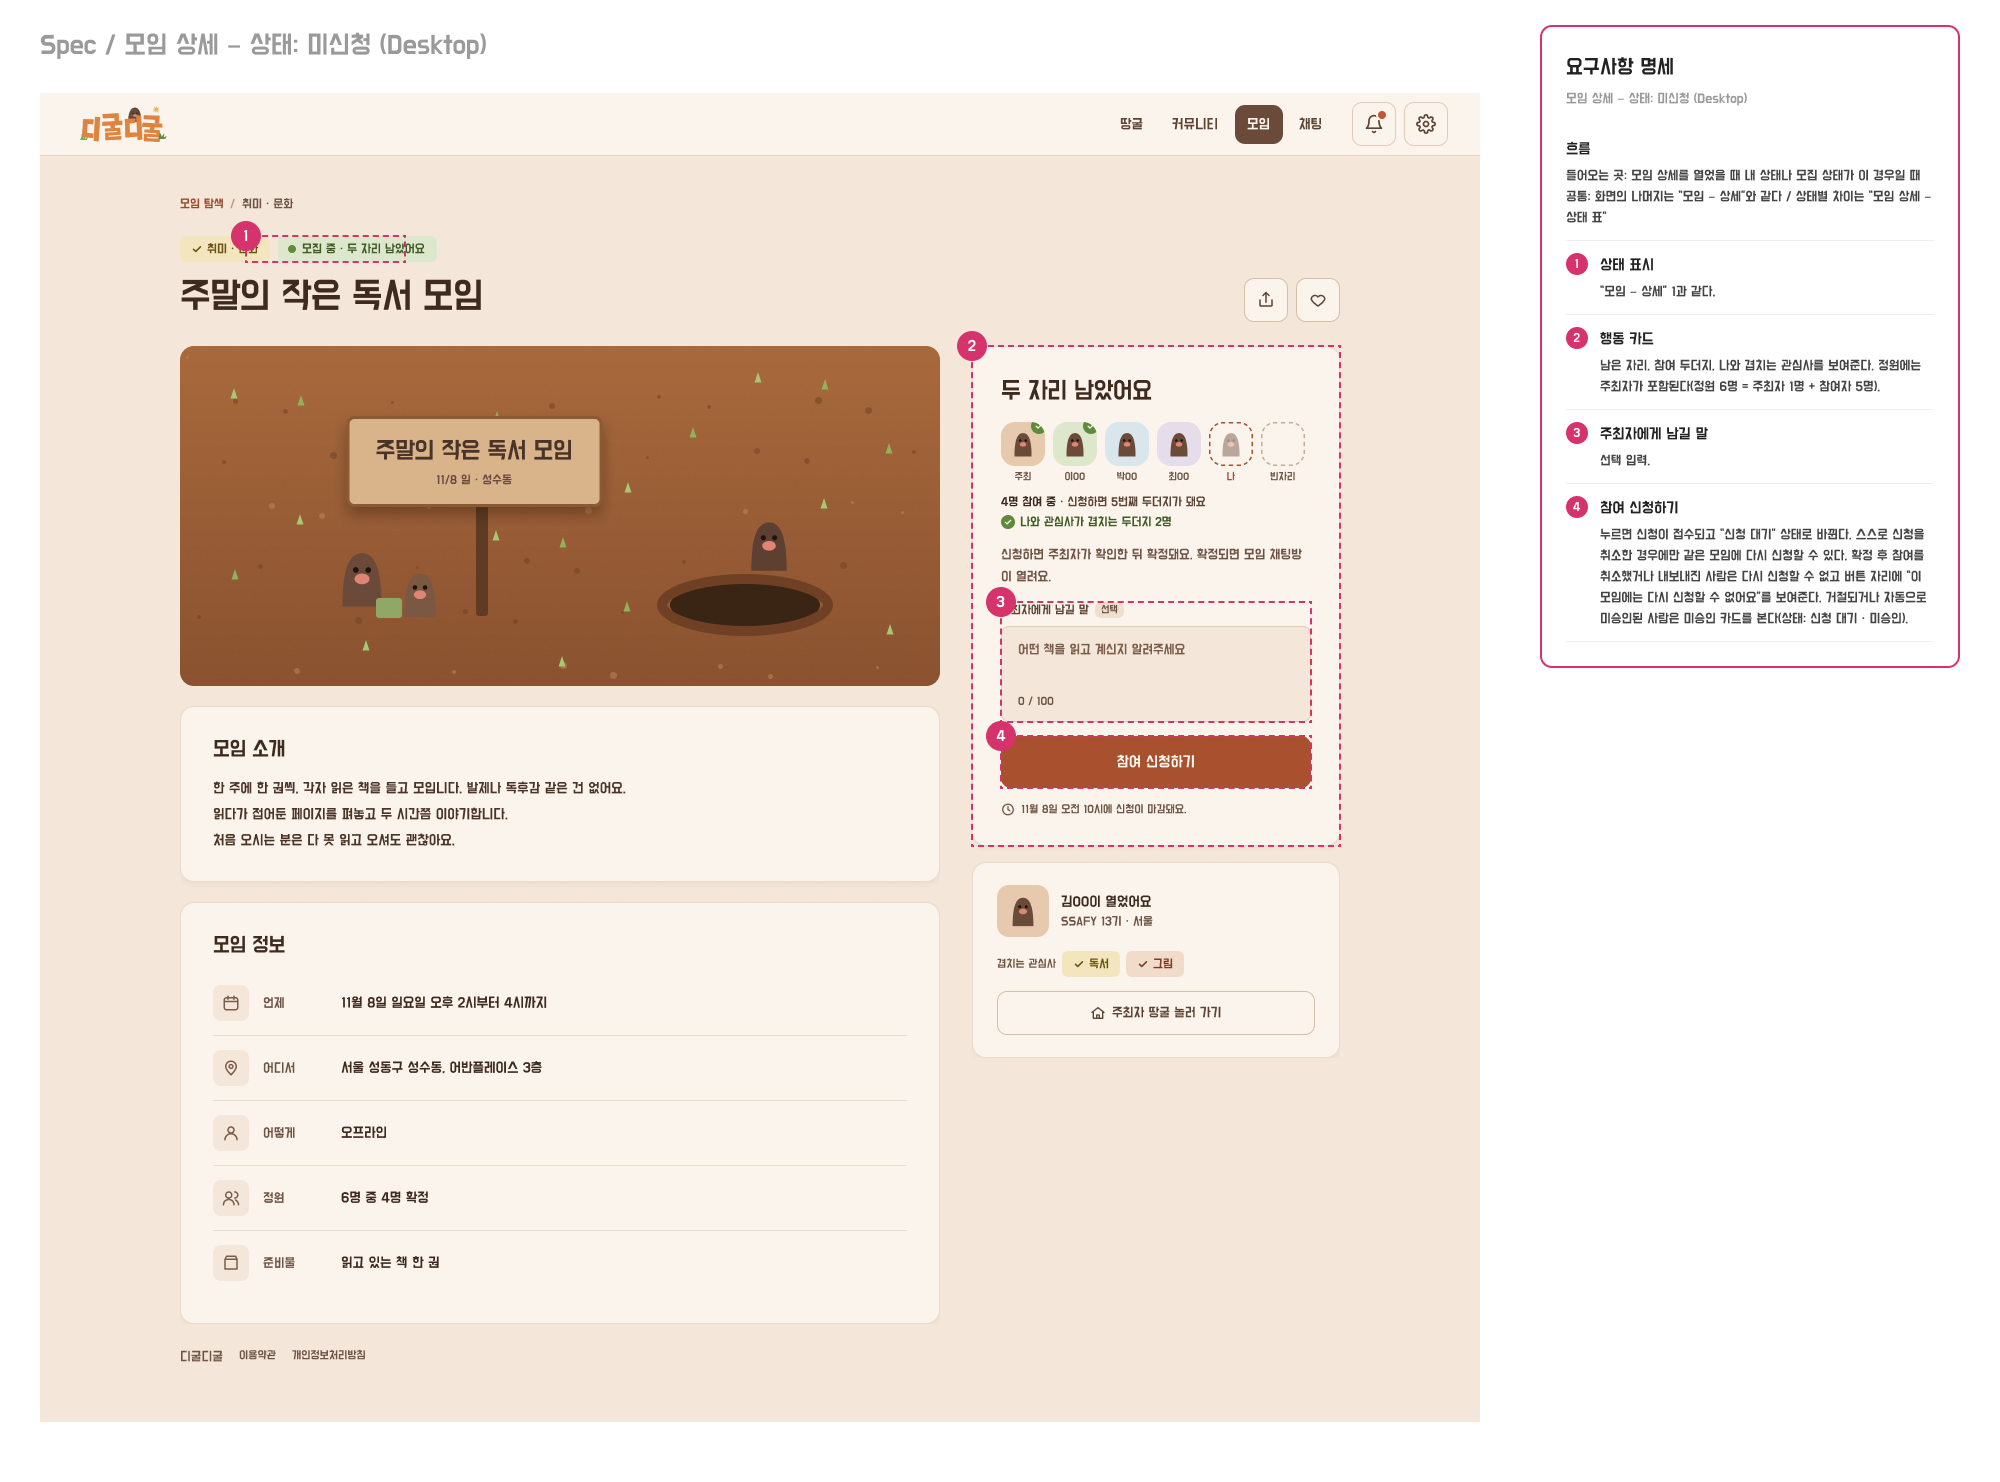 Spec / 모임 상세 – 상태: 미신청 (Desktop)
디굴디굴
땅굴
커뮤니티
모임
채팅
모임 탐색 / 취미 · 문화
1
취미 ·
모집 중 · 두 자리 남았어요
주말의 작은 독서 모임
주말의 작은 독서 모임
11/8 일 · 성수동
모임 소개
한 주에 한 권씩, 각자 읽은 책을 들고 모입니다. 발제나 독후감 같은 건 없어요.
읽다가 접어둔 페이지를 펴놓고 두 시간쯤 이야기합니다.
처음 오시는 분은 다 못 읽고 오셔도 괜찮아요.
모임 정보
언제
11월 8일 일요일 오후 2시부터 4시까지
어디서
서울 성동구 성수동, 어반플레이스 3층
어떻게
오프라인
정원
6명 중 4명 확정
준비물
읽고 있는 책 한 권
디굴디굴
이용약관
개인정보처리방침
2
두 자리 남았어요
주최
이OO
박OO
최OO
나
빈자리
4명 참여 중 · 신청하면 5번째 두더지가 돼요
나와 관심사가 겹치는 두더지 2명
신청하면 주최자가 확인한 뒤 확정돼요. 확정되면 모임 채팅방
이 열려요.
3
최자에게 남길 말
선택
어떤 책을 읽고 계신지 알려주세요
0 / 100
4
참여 신청하기
11월 8일 오전 10시에 신청이 마감돼요.
김OO이 열었어요
SSAFY 13기 · 서울
겹치는 관심사
독서
그림
주최자 땅굴 놀러 가기
요구사항 명세
모임 상세 – 상태: 미신청 (Desktop)
흐름
들어오는 곳: 모임 상세를 열었을 때 내 상태나 모집 상태가 이 경우일 때
공통: 화면의 나머지는 "모임 – 상세"와 같다 / 상태별 차이는 "모임 상세 –
상태 표"
1
상태 표시
"모임 – 상세" 1과 같다.
2
행동 카드
남은 자리, 참여 두더지, 나와 겹치는 관심사를 보여준다. 정원에는
주최자가 포함된다(정원 6명 = 주최자 1명 + 참여자 5명).
3
주최자에게 남길 말
선택 입력.
4
참여 신청하기
누르면 신청이 접수되고 "신청 대기" 상태로 바뀐다. 스스로 신청을
취소한 경우에만 같은 모임에 다시 신청할 수 있다. 확정 후 참여를
취소했거나 내보내진 사람은 다시 신청할 수 없고 버튼 자리에 "이
모임에는 다시 신청할 수 없어요"를 보여준다. 거절되거나 자동으로
미승인된 사람은 미승인 카드를 본다(상태: 신청 대기 · 미승인).